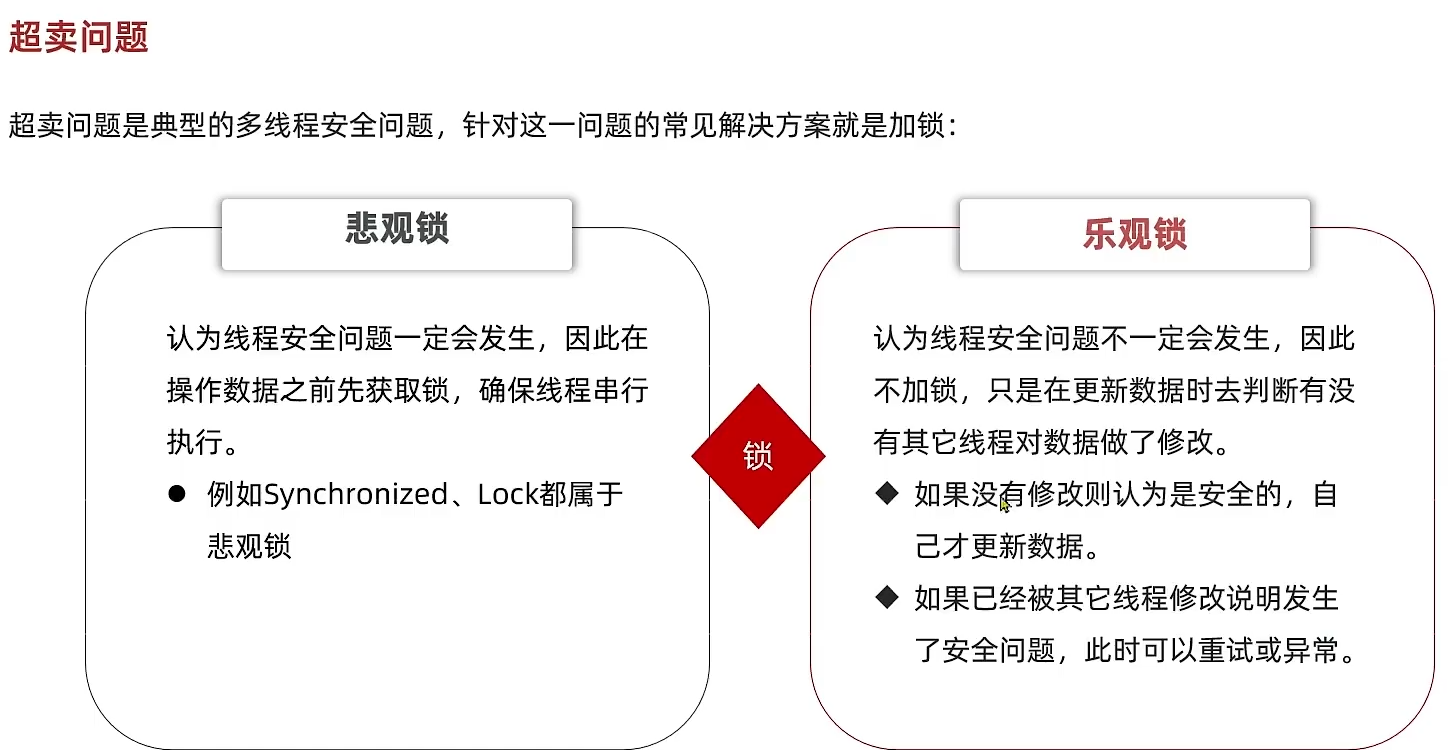 超卖问题
超卖问题是典型的多线程安全问题，针对这一问题的常见解决方案就是加锁：
悲观锁
认为线程安全问题一定会发生，因此在
操作数据之前先获取锁，确保线程串行
执行。
例如Synchronized、Lock都属于
悲观锁
锁
乐观锁
认为线程安全问题不一定会发生，因此
不加锁，只是在更新数据时去判断有没
有其它线程对数据做了修改。
如果没有修改则认为是安全的，自
己才更新数据。
如果已经被其它线程修改说明发生
了安全问题，此时可以重试或异常。